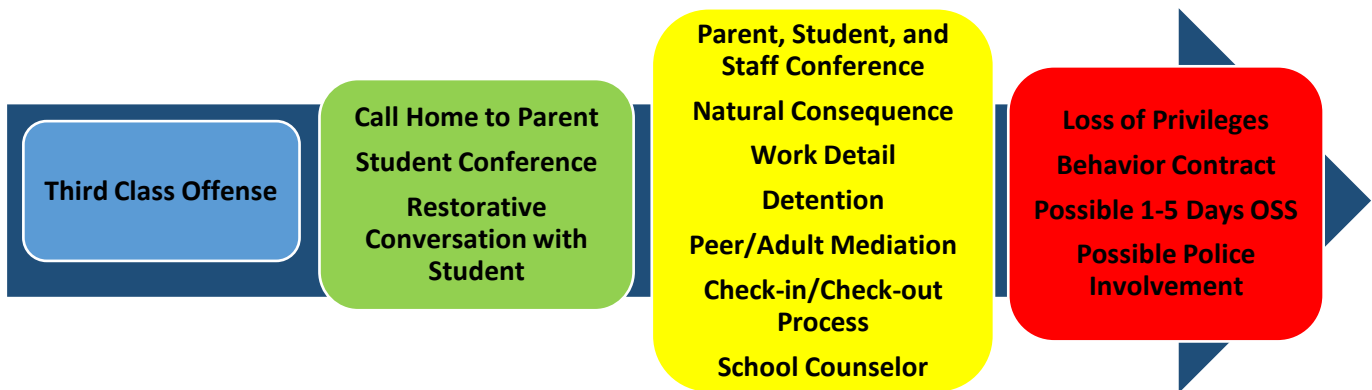 Third Class Offense
Call Home to Parent
Student Conference
Restorative
Conversation with
Student
Parent, Student, and
Staff Conference
Natural Consequence
Work Detail
Detention
Peer/Adult Mediation
Check-in/Check-out
Process
School Counselor
Loss of Privileges
Behavior Contract
Possible 1-5 Days OSS
Possible Police
Involvement